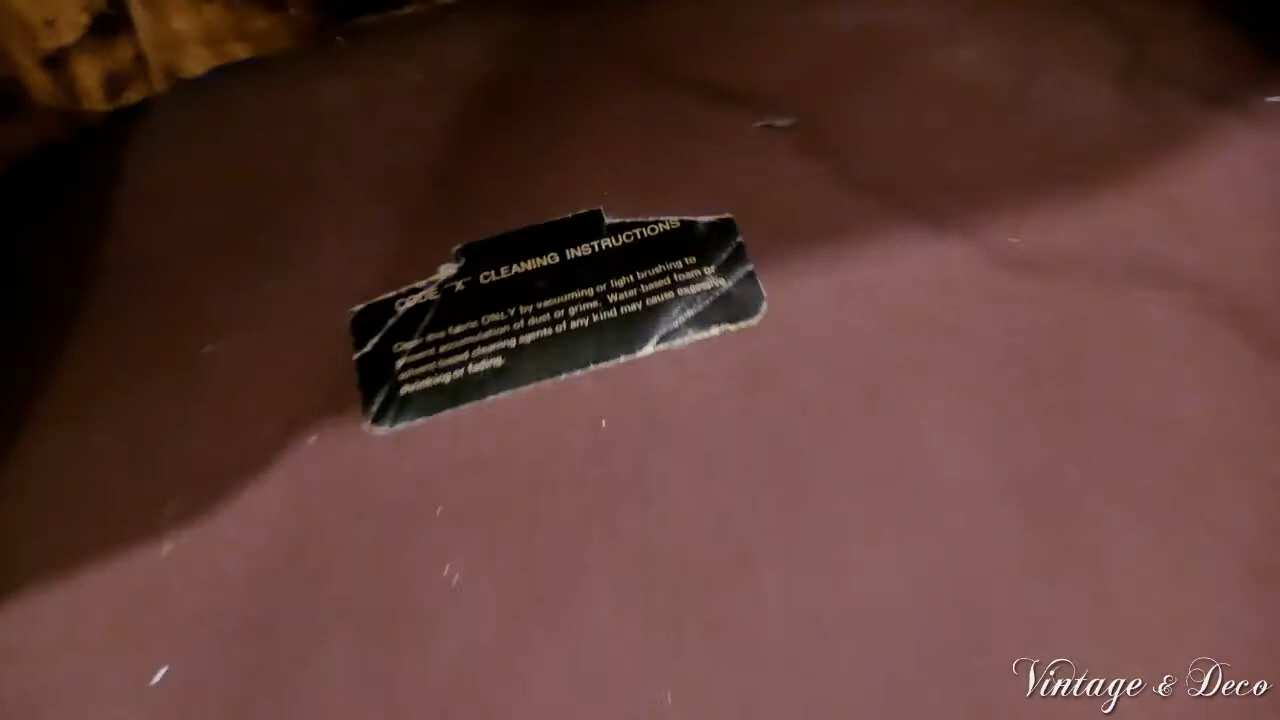 CODE "X" CLEANING INSTRUCTIONS
Clean this fabric ONLY by vacuuming or light brushing to
prevent accumulation of dust or grime. Water-based foam or
solvent-based cleaning agents of any kind may cause excessive
shrinking or fading.
Vintage & Deco